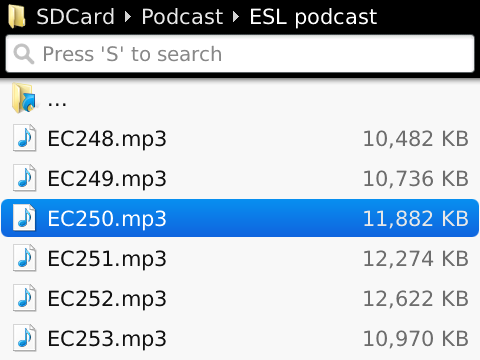 SDCard Podcast ESL podcast
Press 'S' to search
...
EC248.mp3 10,482 KB
EC249.mp3 10,736 KB
EC250.mp3 11,882 KB
EC251.mp3 12,274 KB
EC252.mp3 12,622 KB
EC253.mp3 10,970 KB